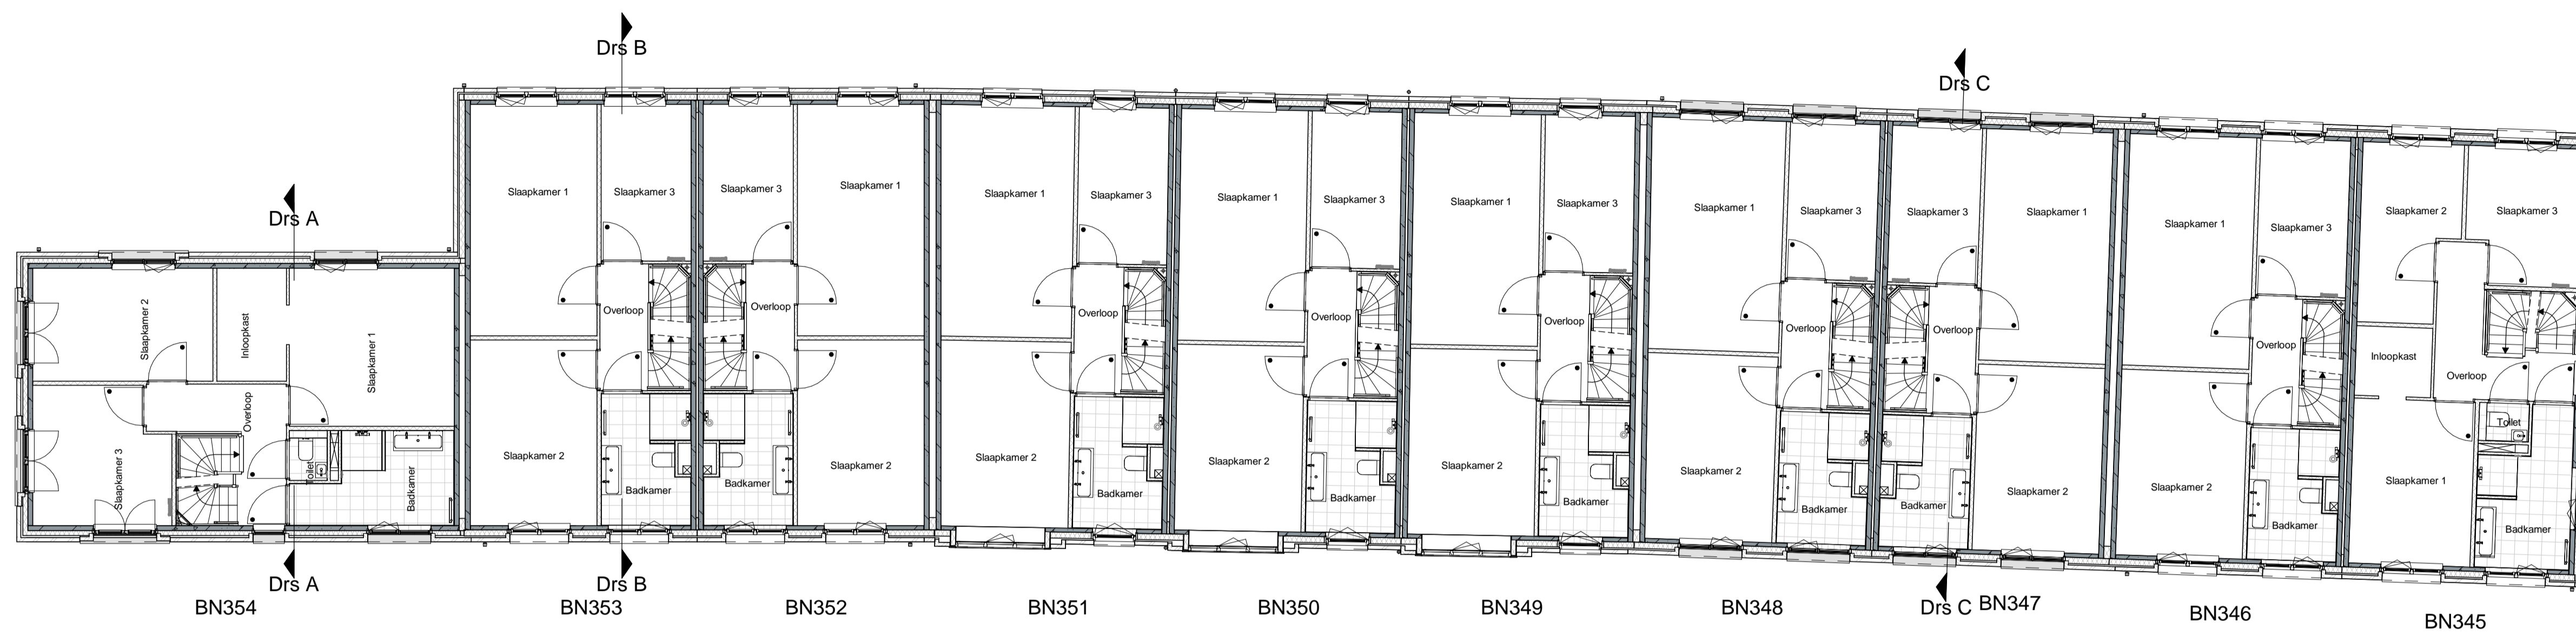 Drs B
Drs C
Drs A
Slaapkamer 1
Slaapkamer 3
Slaapkamer 3
Slaapkamer 1
Slaapkamer 1
Slaapkamer 3
Slaapkamer 1
Slaapkamer 3
Slaapkamer 1
Slaapkamer 3
Slaapkamer 1
Slaapkamer 3
Slaapkamer 3
Slaapkamer 1
Slaapkamer 1
Slaapkamer 3
Slaapkamer 2
Slaapkamer 3
Slaapkamer 2
Inloopkast
Slaapkamer 1
Overloop
Overloop
Overloop
Overloop
Overloop
Overloop
Overloop
Overloop
Inloopkast
Overloop
Overloop
Slaapkamer 3
Toilet
Badkamer
Slaapkamer 2
Badkamer
Badkamer
Slaapkamer 2
Slaapkamer 2
Badkamer
Slaapkamer 2
Badkamer
Slaapkamer 2
Badkamer
Slaapkamer 2
Badkamer
Badkamer
Slaapkamer 2
Slaapkamer 2
Badkamer
Slaapkamer 1
Toilet
Badkamer
Drs A
Drs B
Drs C
BN354
BN353
BN352
BN351
BN350
BN349
BN348
BN347
BN346
BN345